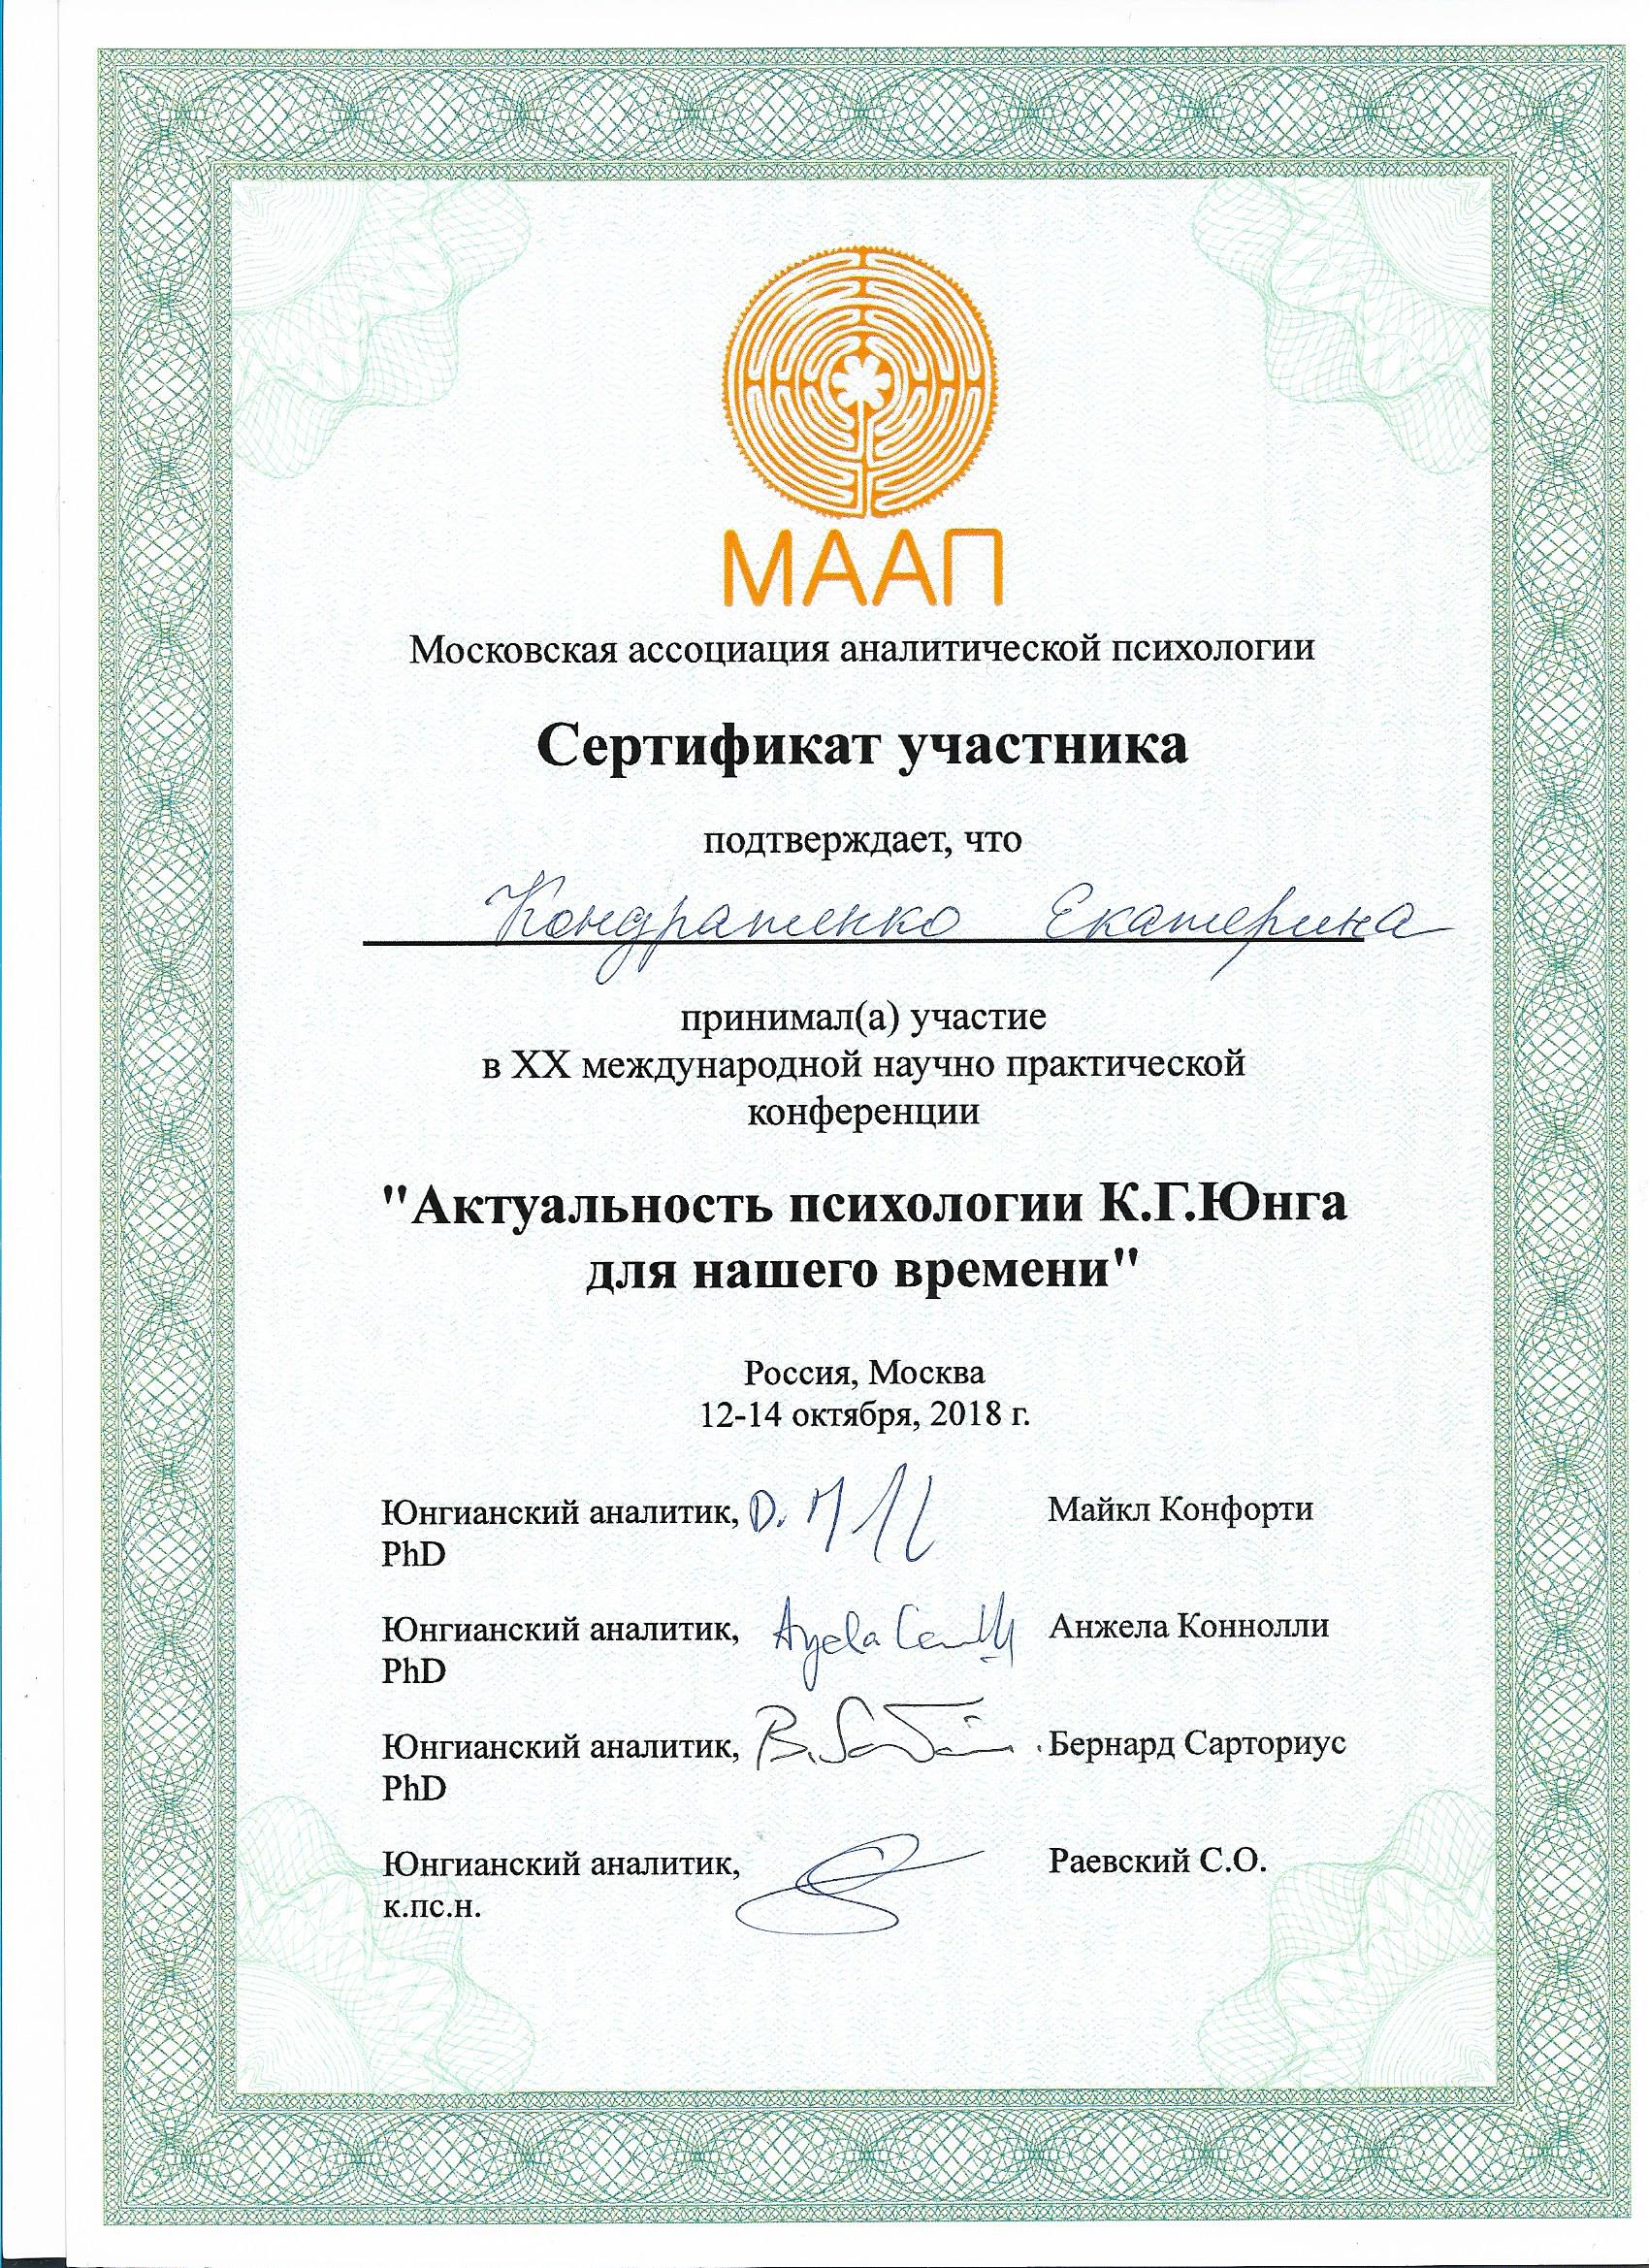 МААП
Московская ассоциация аналитической психологии
Сертификат участника
подтверждает, что
Кондратенко Екатерина
принимал(а) участие
в XX международной научно практической
конференции
"Актуальность психологии К.Г.Юнга
для нашего времени"
Россия, Москва
12-14 октября, 2018 г.
Юнгианский аналитик, Майкл Конфорти
PhD
Юнгианский аналитик, Анжела Коннолли
PhD
Юнгианский аналитик, Бернард Сарториус
PhD
Юнгианский аналитик, Раевский С.О.
к.пс.н.